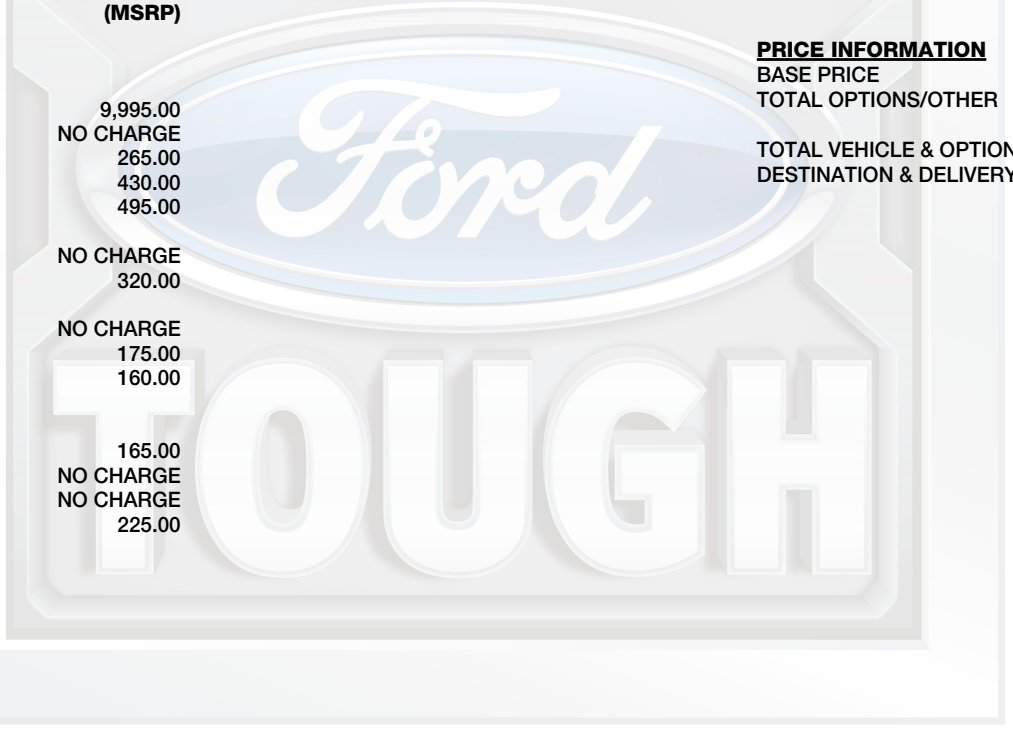 (MSRP)
9,995.00
NO CHARGE
265.00
430.00
495.00
NO CHARGE
320.00
NO CHARGE
175.00
160.00
165.00
NO CHARGE
NO CHARGE
225.00
PRICE INFORMATION
BASE PRICE
TOTAL OPTIONS/OTHER
TOTAL VEHICLE & OPTION
DESTINATION & DELIVERY
Ford
TOUGH